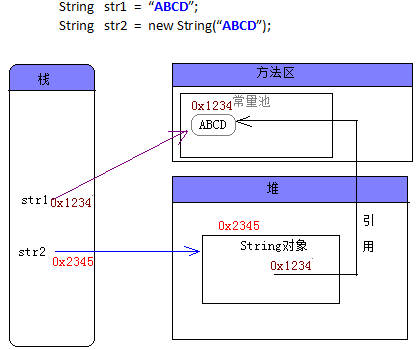 String str1 = “ABCD”;
String str2 = new String(“ABCD”);
栈
方法区
0x1234 常量池
ABCD
str1 0x1234
堆
0x2345
引
用
String对象
str2
0x1234
0x2345